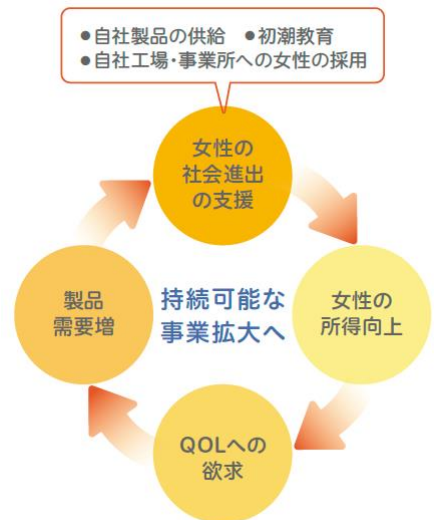 ●自社製品の供給 ●初潮教育
●自社工場・事業所への女性の採用
女性の
社会進出
の支援
女性の
所得向上
QOLへの
欲求
製品
需要増
持続可能な
事業拡大へ